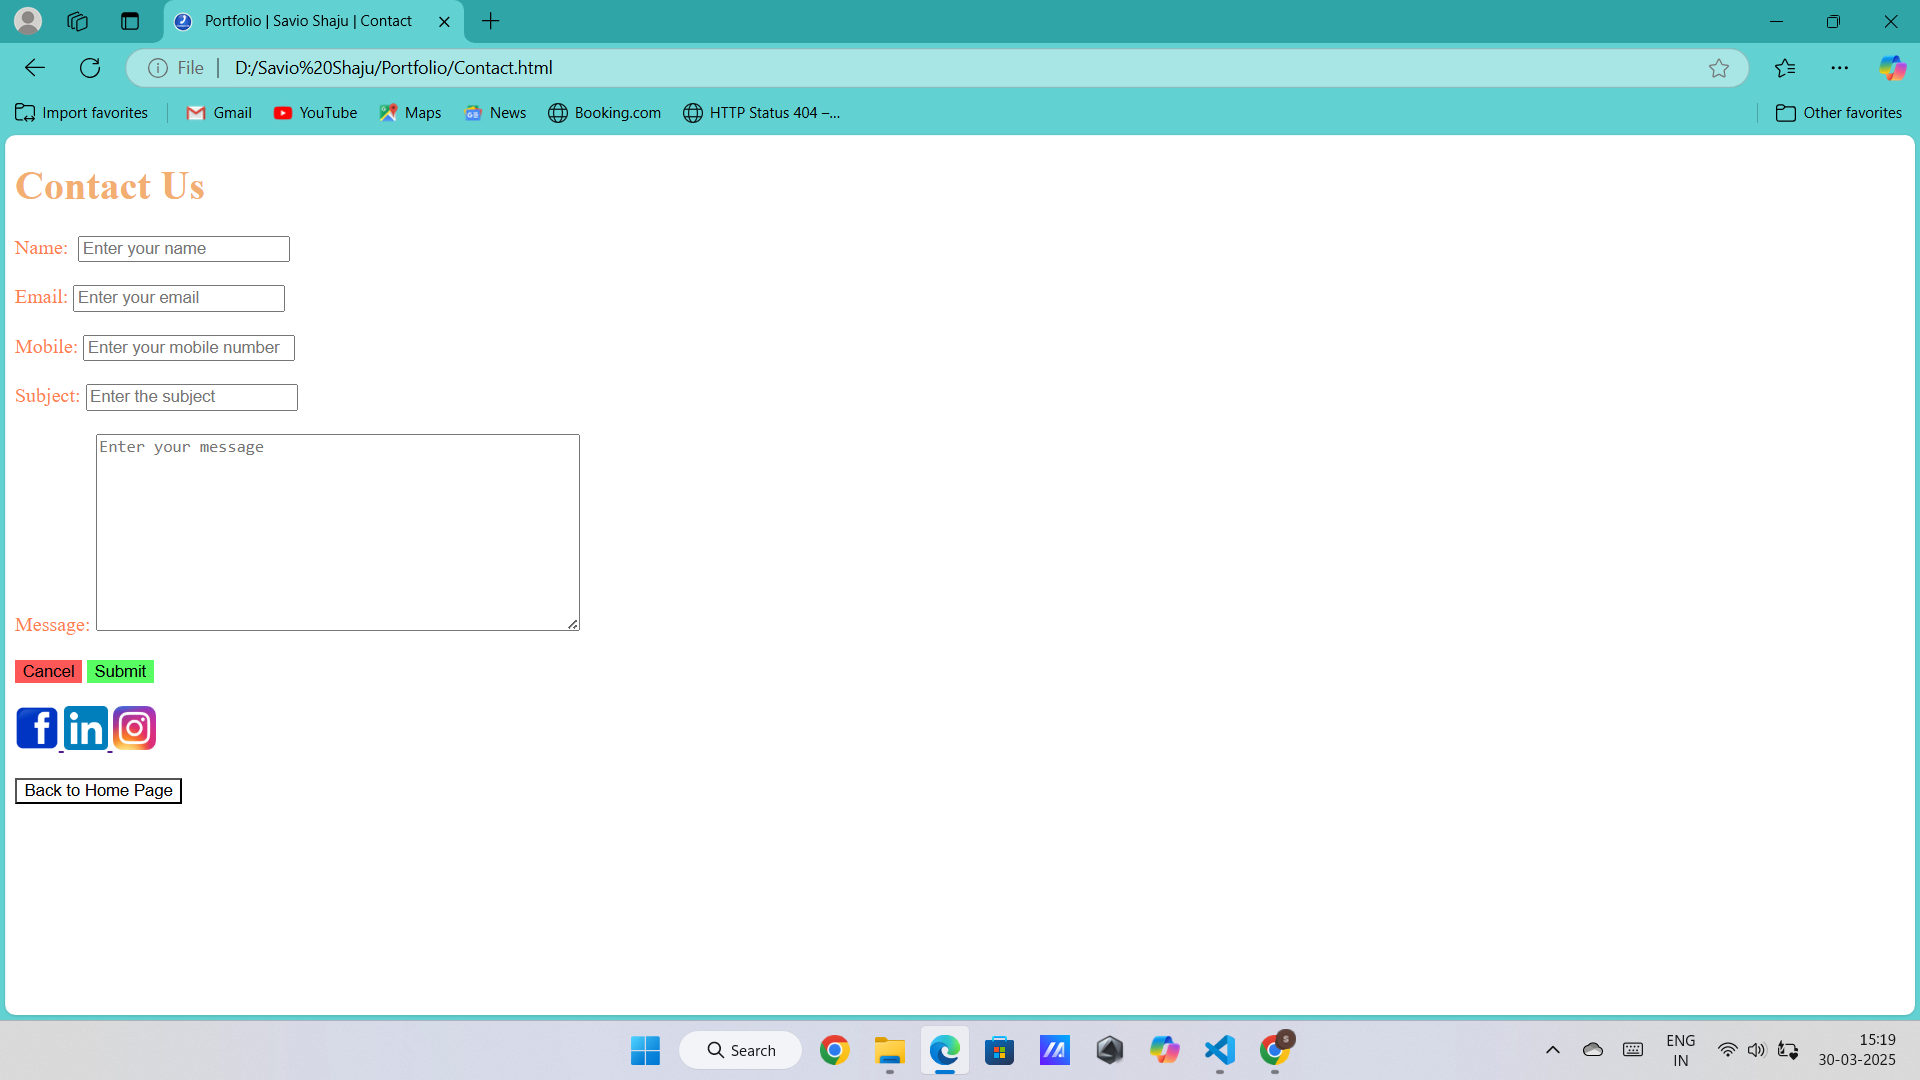 Portfolio | Savio Shaju | Contact
File
D:/Savio%20Shaju/Portfolio/Contact.html
Import favorites
Gmail
YouTube
Maps
News
Booking.com
HTTP Status 404 –...
Other favorites
Contact Us
Name: Enter your name
Email: Enter your email
Mobile: Enter your mobile number
Subject: Enter the subject
Enter your message
Message:
Cancel Submit
Back to Home Page
Search
ENG
IN
15:19
30-03-2025